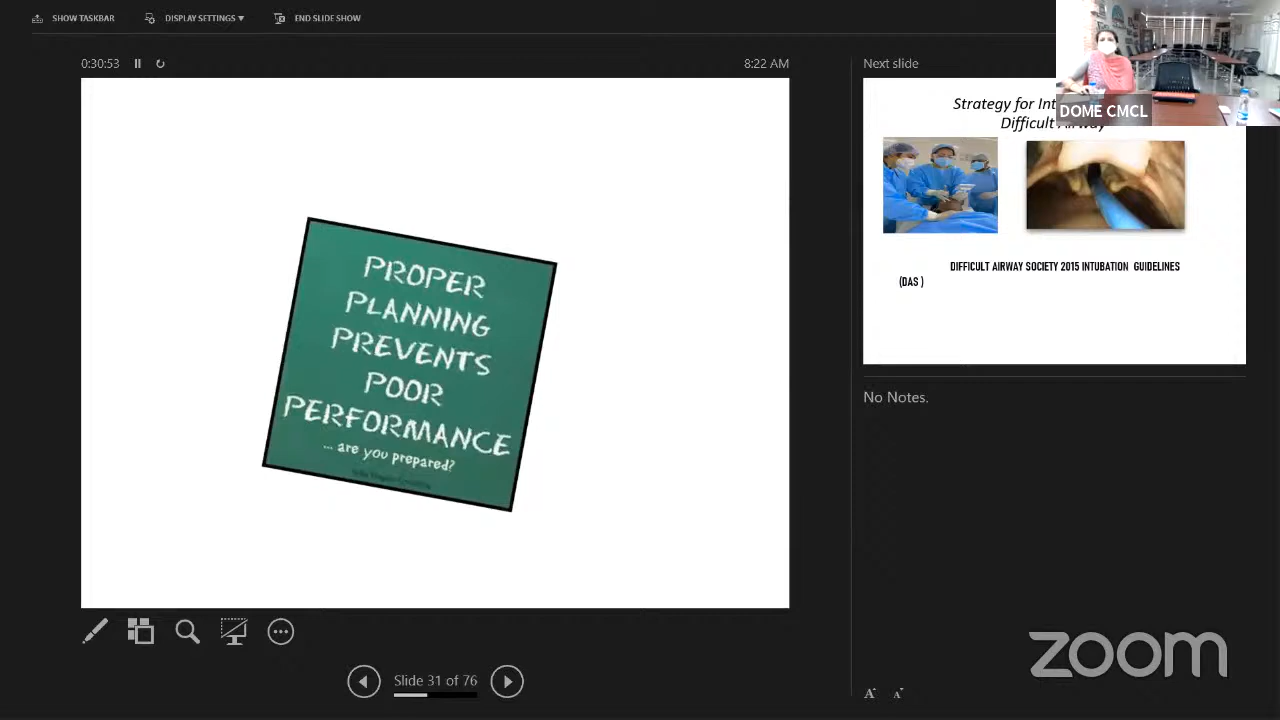 SHOW TASKBAR
DISPLAY SETTINGS
END SLIDE SHOW
0:30:53
8:22 AM
PROPER
PLANNING
PREVENTS
POOR
PERFORMANCE
... are you prepared?
Slide 31 of 76
Next slide
Strategy for
Difficult Airway
DIFFICULT AIRWAY SOCIETY 2015 INTUBATION GUIDELINES
(DAS )
No Notes.
A A
DOME CMCL
zoom